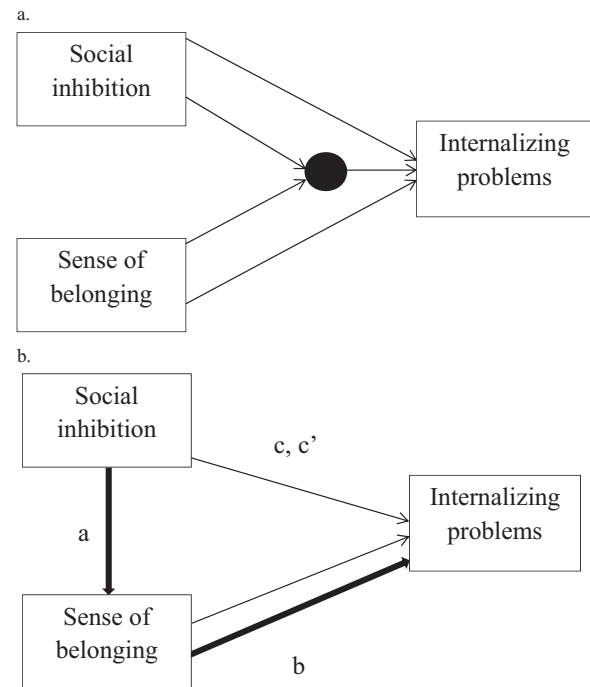 a.
Social
inhibition
Internalizing
problems
Sense of
belonging
b.
Social
inhibition
c, c’
Internalizing
problems
a
Sense of
belonging
b